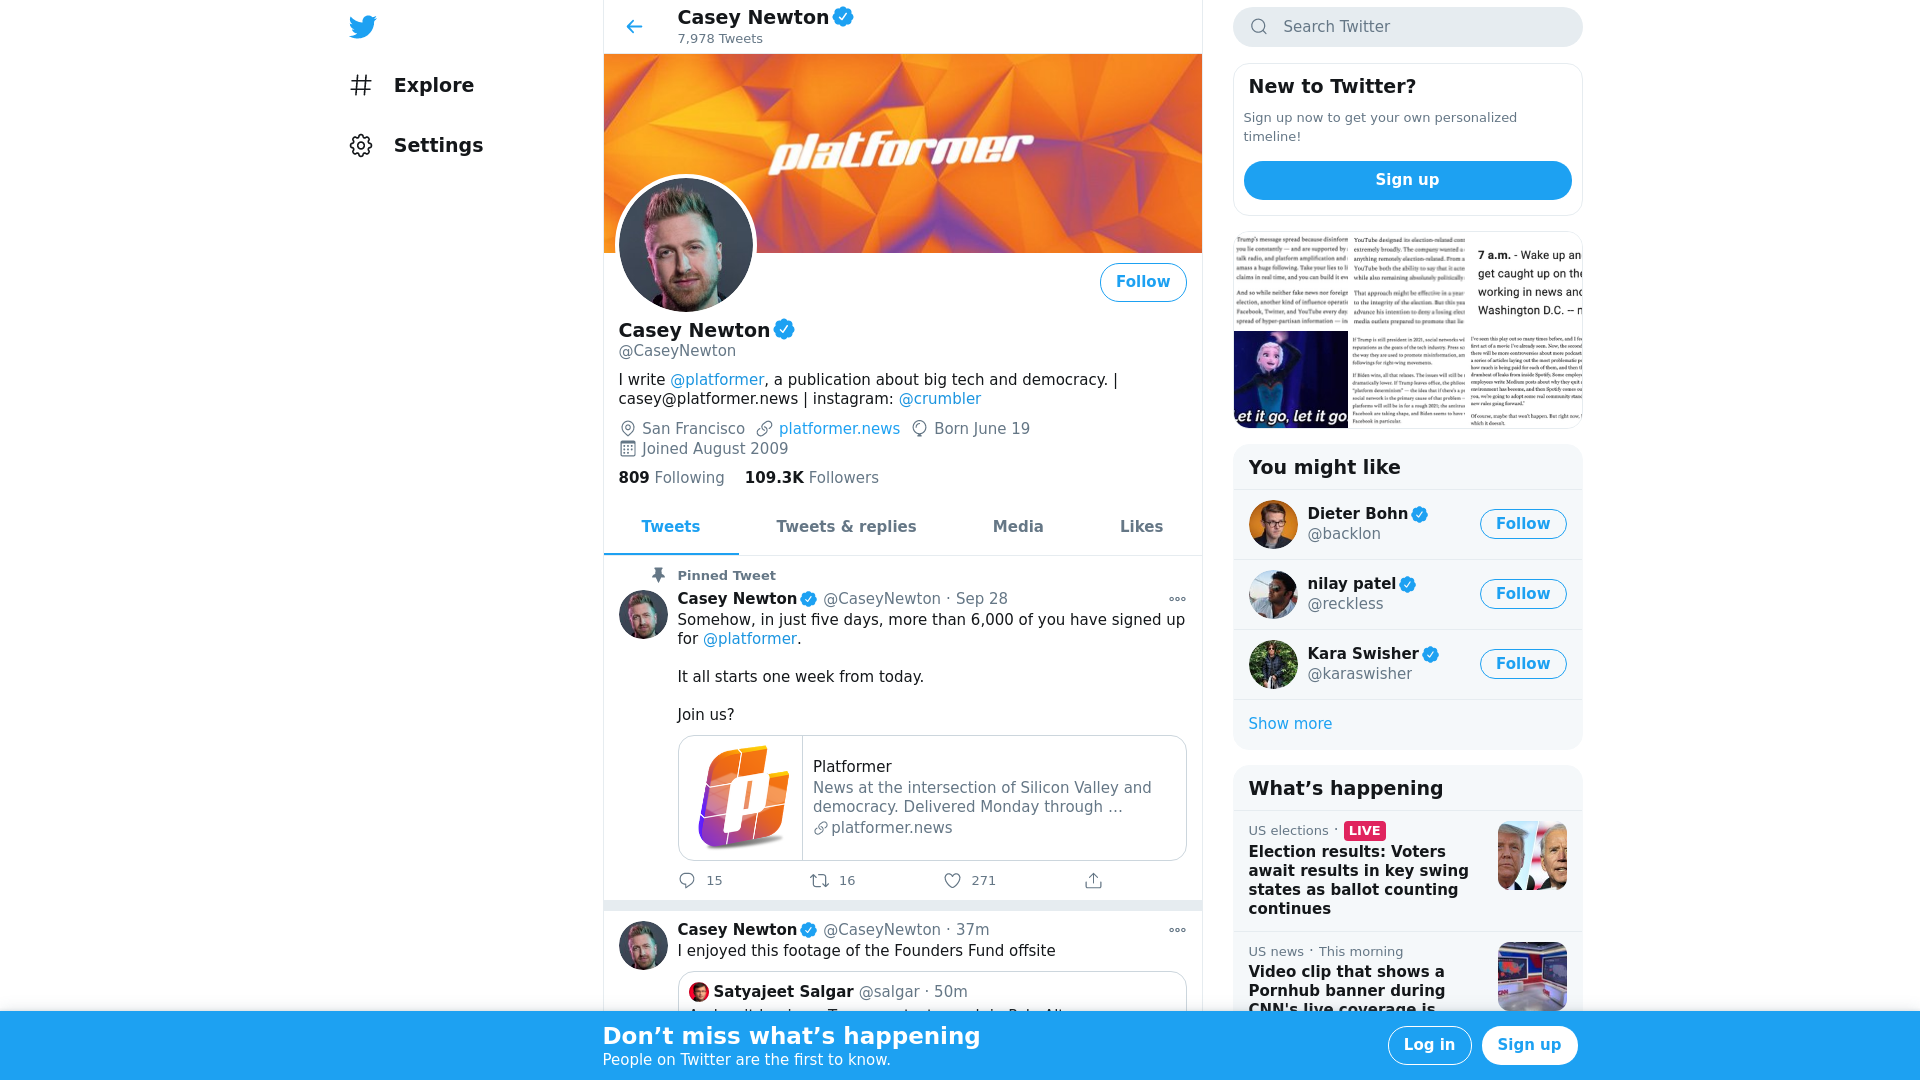 Explore
Settings
Casey Newton
7,978 Tweets
platformer
Follow
Casey Newton
@CaseyNewton
I write @platformer, a publication about big tech and democracy. |
casey@platformer.news | instagram: @crumbler
San Francisco platformer.news Born June 19
Joined August 2009
809 Following 109.3K Followers
Tweets Tweets & replies Media Likes
Pinned Tweet
Casey Newton @CaseyNewton · Sep 28
Somehow, in just five days, more than 6,000 of you have signed up
for @platformer.
It all starts one week from today.
Join us?
Platformer
News at the intersection of Silicon Valley and
democracy. Delivered Monday through …
platformer.news
15 16 271
Casey Newton @CaseyNewton · 37m
I enjoyed this footage of the Founders Fund offsite
Satyajeet Salgar @salgar · 50m
Search Twitter
New to Twitter?
Sign up now to get your own personalized
timeline!
Sign up
7 a.m. - Wake up an
get caught up on the
working in news and
Washington D.C. --
et it go, let it go
You might like
Dieter Bohn
@backlon
Follow
nilay patel
@reckless
Follow
Kara Swisher
@karaswisher
Follow
Show more
What’s happening
US elections · LIVE
Election results: Voters
await results in key swing
states as ballot counting
continues
US news · This morning
Video clip that shows a
Pornhub banner during
CNN's live coverage is
Don’t miss what’s happening
People on Twitter are the first to know.
Log in
Sign up